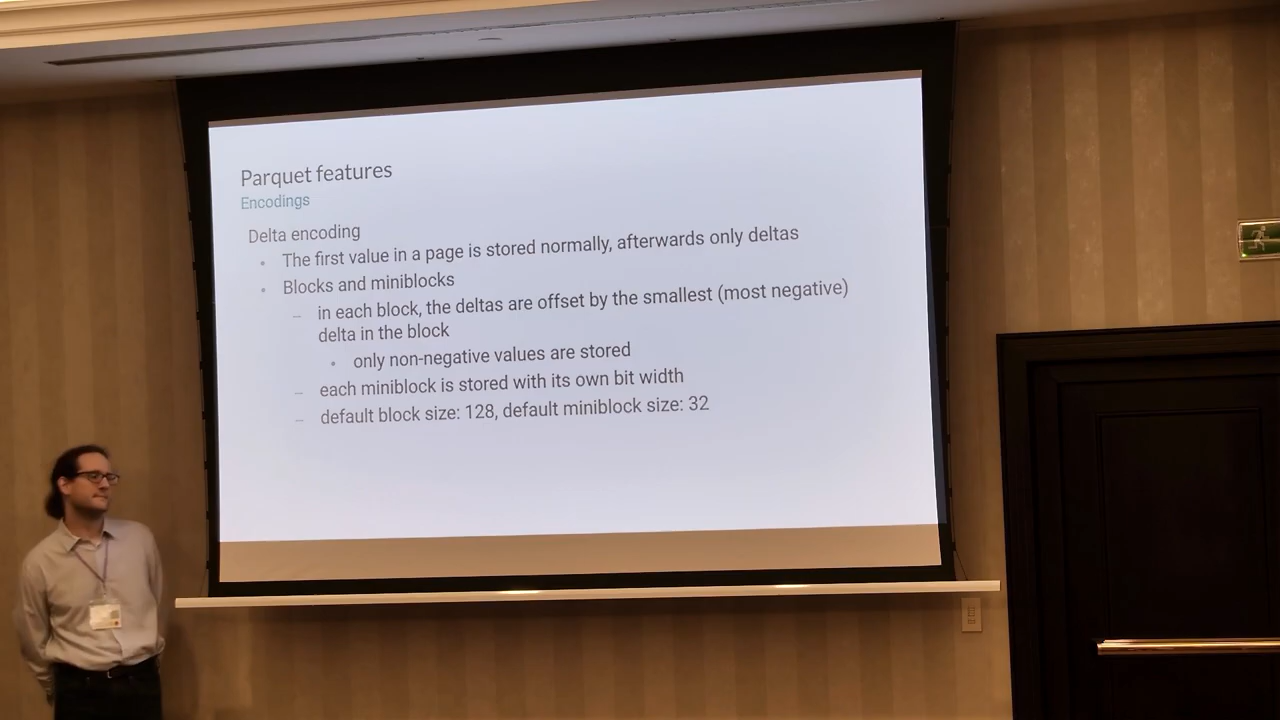 Parquet features
Encodings
Delta encoding
• The first value in a page is stored normally, afterwards only deltas
• Blocks and miniblocks
– in each block, the deltas are offset by the smallest (most negative)
delta in the block
• only non-negative values are stored
– each miniblock is stored with its own bit width
– default block size: 128, default miniblock size: 32